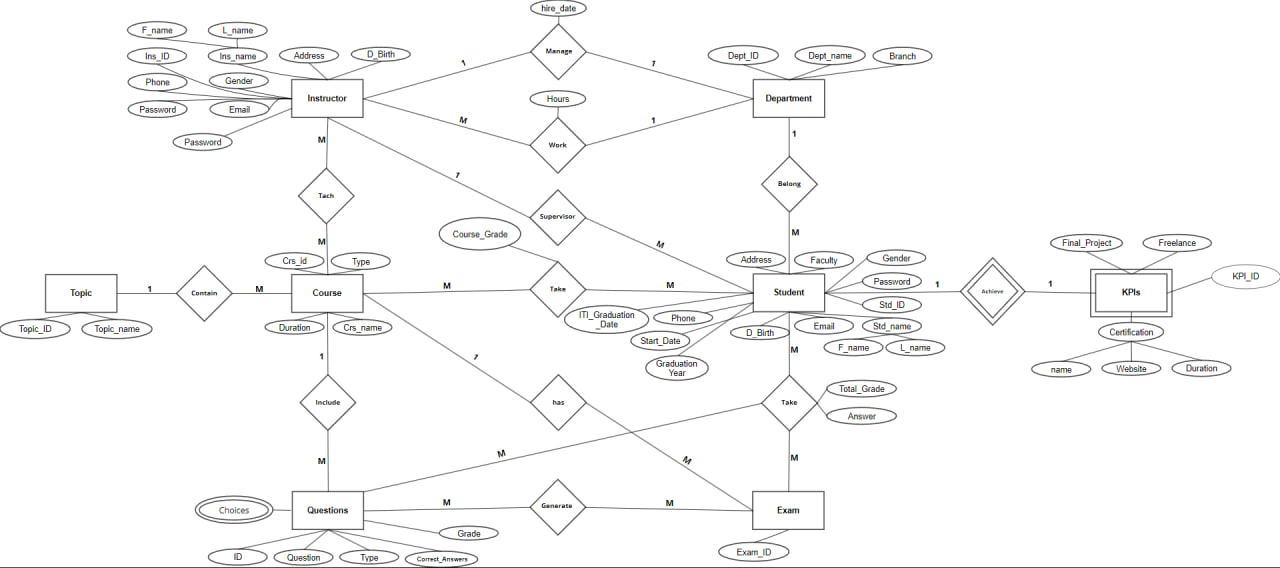 hire_date
F_name
L_name
Manage
Ins_ID
Ins_name
Address
D_Birth
Dept_ID
Dept_name
Branch
1
1
Phone
Gender
Instructor
Department
Hours
Password
Email
M
1
Password
M
Work
1
Belong
1
Tach
Supervisor
M
M
M
Course_Grade
M
Crs_id
Type
Address
Faculty
Gender
Final_Project
Freelance
Password
KPI_ID
Topic
1
Contain
M
Course
M
Take
M
Student
1
Achieve
1
KPIs
Std_ID
Topic_ID
Topic_name
Duration
Crs_name
ITI_Graduation
_Date
Phone
D_Birth
Email
Std_name
Certification
Start_Date
F_name
L_name
1
1
M
Graduation
Year
name
Website
Duration
Include
has
Take
Total_Grade
Answer
M
M
M
M
Choices
Questions
M
Generate
M
Exam
Grade
ID
Question
Type
Correct_Answers
Exam_ID